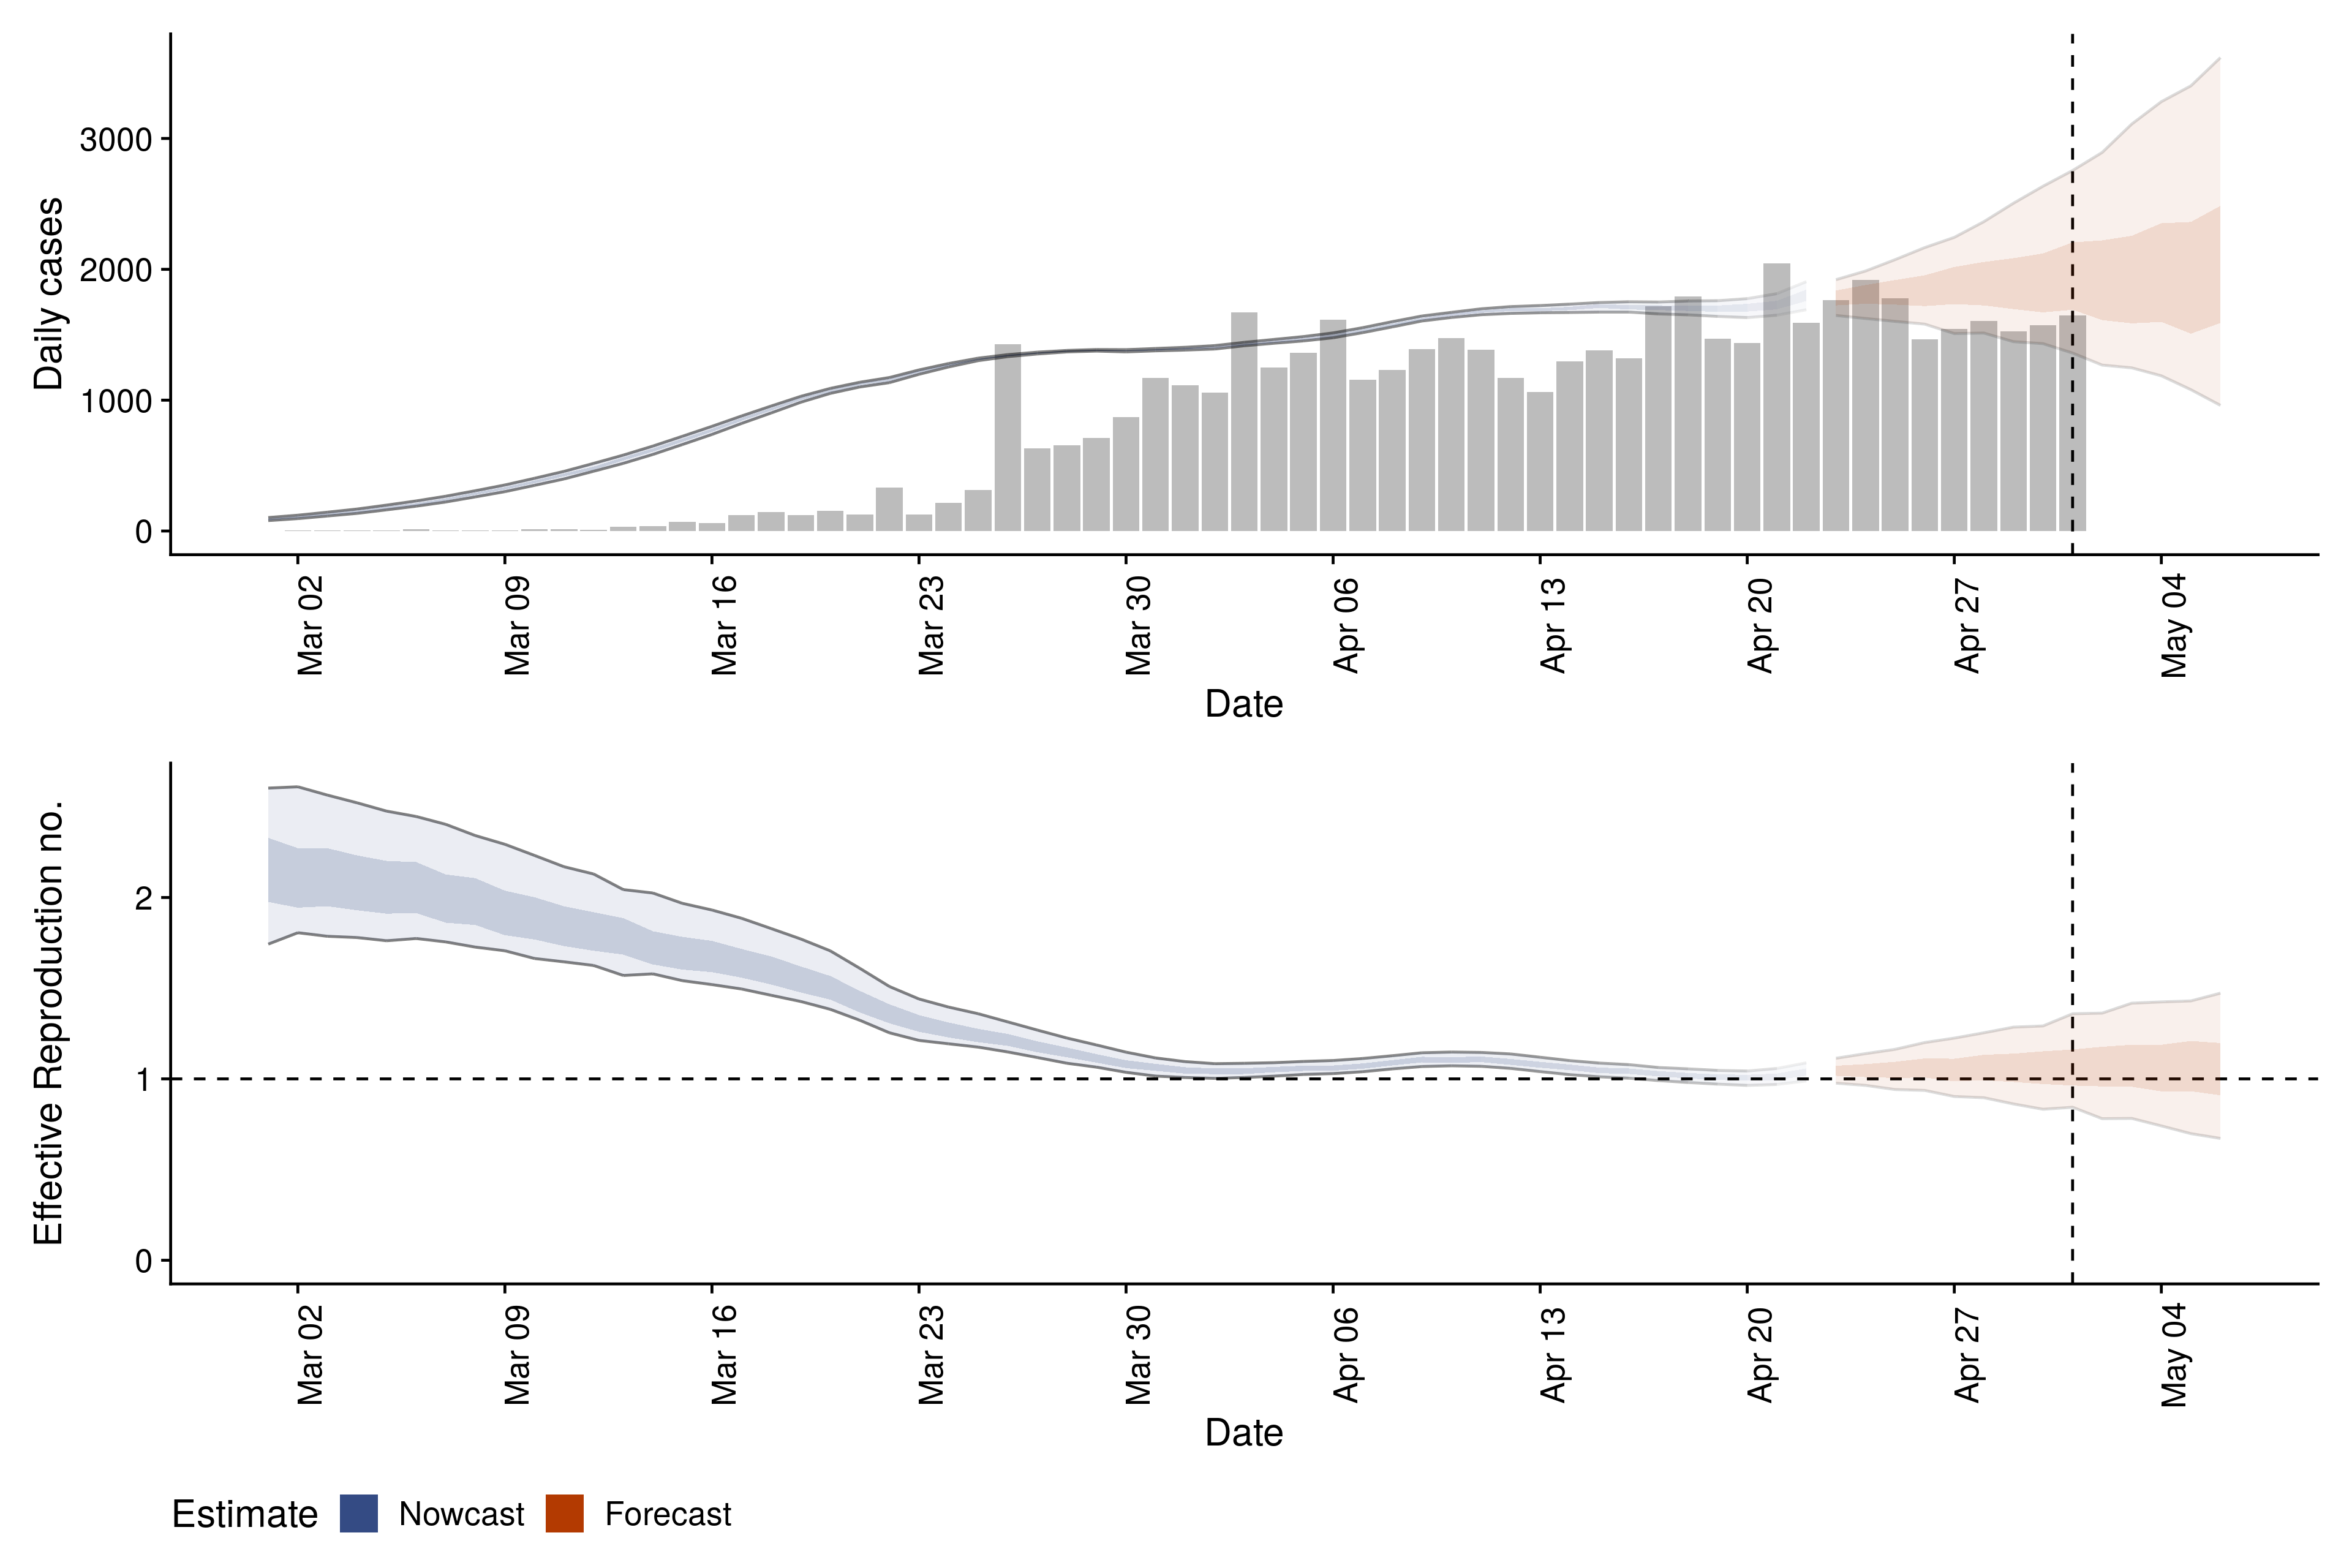 Daily cases
3000
2000
1000
0
Mar 02
Mar 09
Mar 16
Mar 23
Mar 30
Apr 06
Apr 13
Apr 20
Apr 27
May 04
Date
Effective Reproduction no.
2
1
0
Mar 02
Mar 09
Mar 16
Mar 23
Mar 30
Apr 06
Apr 13
Apr 20
Apr 27
May 04
Date
Estimate Nowcast Forecast